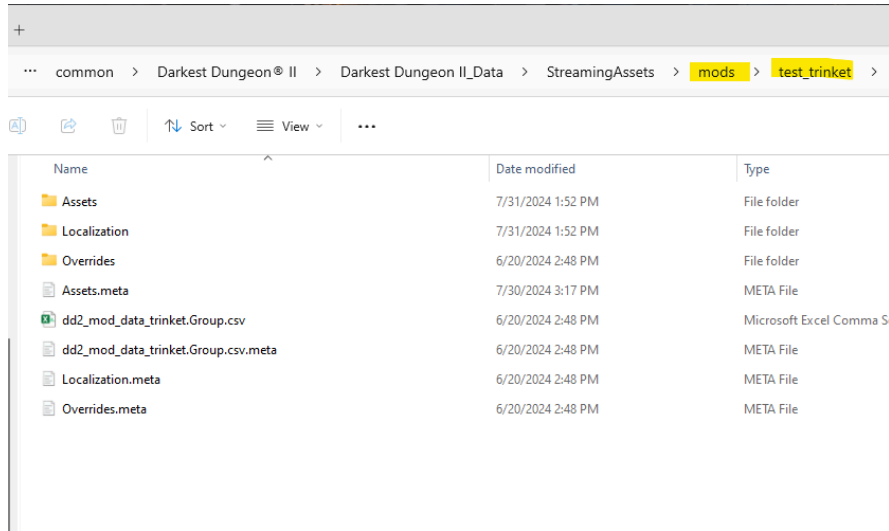 +
... common > Darkest Dungeon® II > Darkest Dungeon II_Data > StreamingAssets > mods > test_trinket >
Sort View ...
Name Date modified Type
Assets 7/31/2024 1:52 PM File folder
Localization 7/31/2024 1:52 PM File folder
Overrides 6/20/2024 2:48 PM File folder
Assets.meta 7/30/2024 3:17 PM META File
dd2_mod_data_trinket.Group.csv 6/20/2024 2:48 PM Microsoft Excel Comma S
dd2_mod_data_trinket.Group.csv.meta 6/20/2024 2:48 PM META File
Localization.meta 6/20/2024 2:48 PM META File
Overrides.meta 6/20/2024 2:48 PM META File